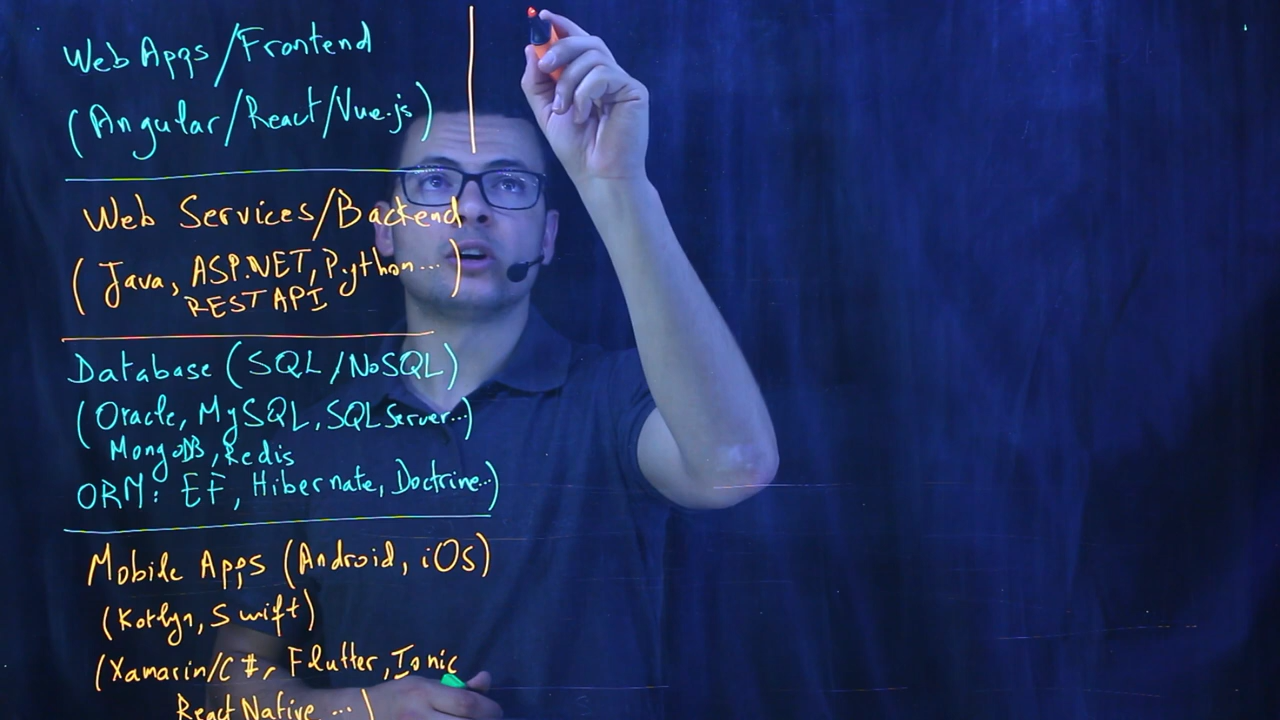 Web Apps/Frontend
(Angular/React/Vue.js)
Web Services/Backend
(Java, ASP.NET, Python...)
REST API
Database (SQL/NoSQL)
(Oracle, MySQL, SQL Server...)
MongoDB, Redis
ORM: EF, Hibernate, Doctrine..)
Mobile Apps (Android, iOs)
(Kotlyn, Swift)
(Xamarin/C#, Flutter, Ionic
React Native, ...)